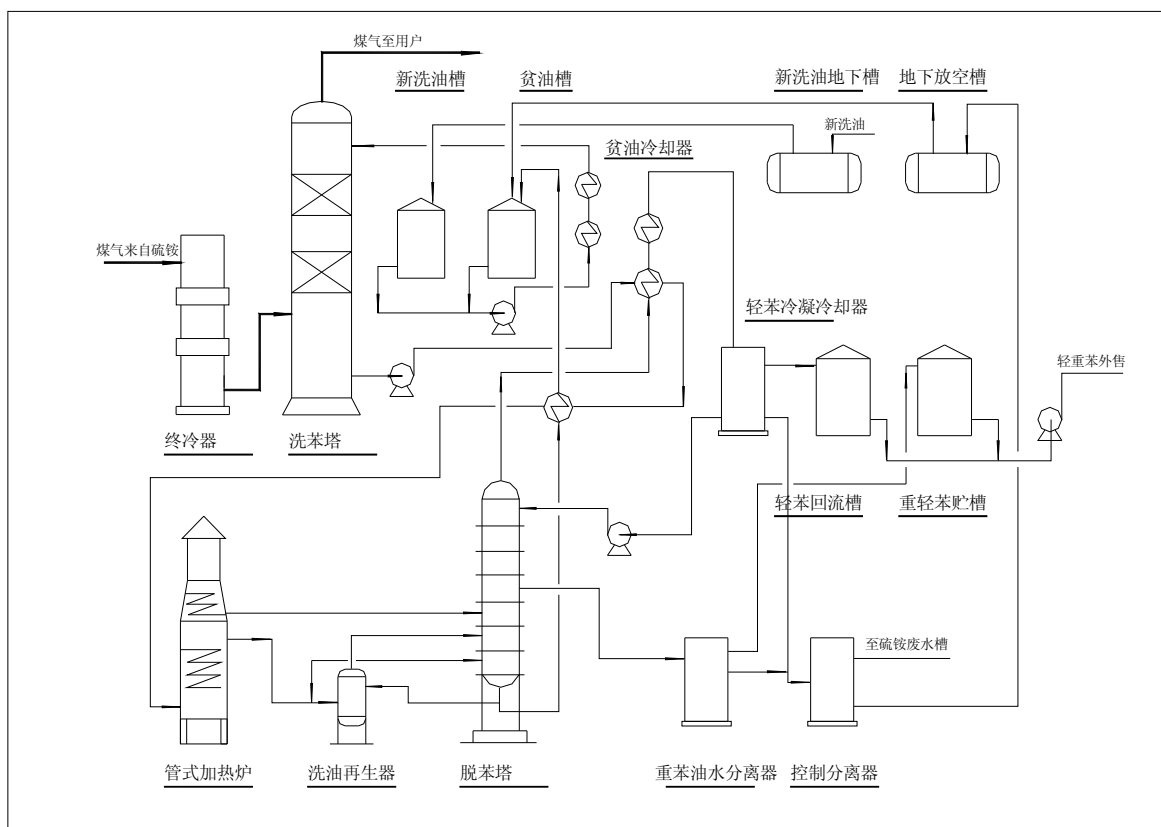 煤气至用户
新洗油槽
贫油槽
新洗油地下槽
地下放空槽
新洗油
贫油冷却器
煤气来自硫铵
轻苯冷凝冷却器
轻重苯外售
终冷器
洗苯塔
轻苯回流槽
重轻苯贮槽
至硫铵废水槽
管式加热炉
洗油再生器
脱苯塔
重苯油水分离器
控制分离器